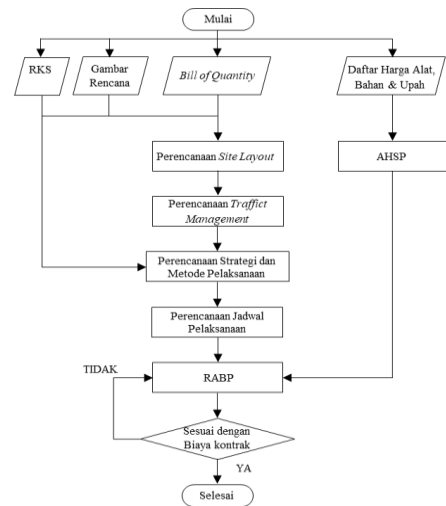 Mulai
RKS
Gambar
Rencana
Bill of Quantity
Daftar Harga Alat,
Bahan & Upah
Perencanaan Site Layout
AHSP
Perencanaan Traffict
Management
Perencanaan Strategi dan
Metode Pelaksanaan
Perencanaan Jadwal
Pelaksanaan
TIDAK
RABP
Sesuai dengan
Biaya kontrak
YA
Selesai